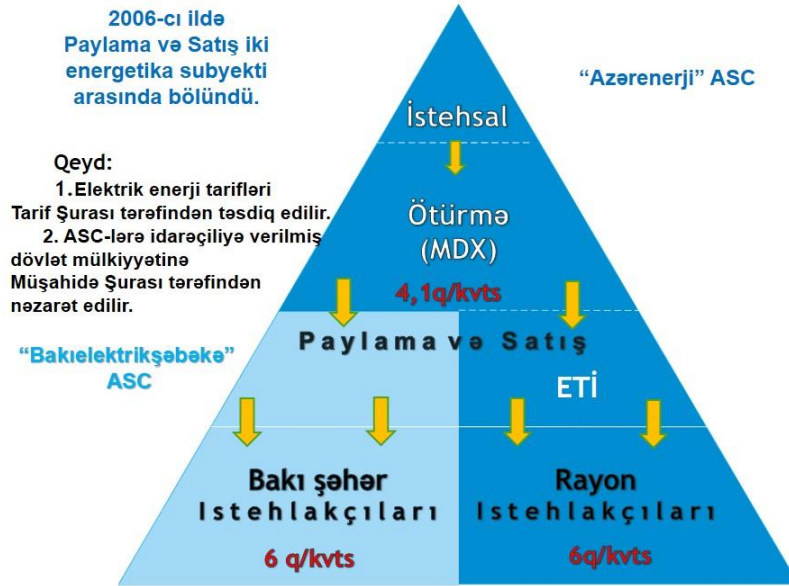 2006-cı ildə
Paylama və Satış iki
energetika subyekti
arasında bölündü.
“Azərenerji” ASC
İstehsal
Qeyd:
1.Elektrik enerji tarifləri
Tarif Şurası tərəfindən təsdiq edilir.
2. ASC-lərə idarəçiliyə verilmiş
dövlət mülkiyyətinə
Müşahidə Şurası tərəfindən
nəzarət edilir.
Ötürmə
(MDX)
4,1q/kvts
Paylama və Satış
“Bakıelektrikşəbəkə”
ASC
ETİ
Bakı şəhər
Istehlakçıları
6 q/kvts
Rayon
Istehlakçıları
6q/kvts